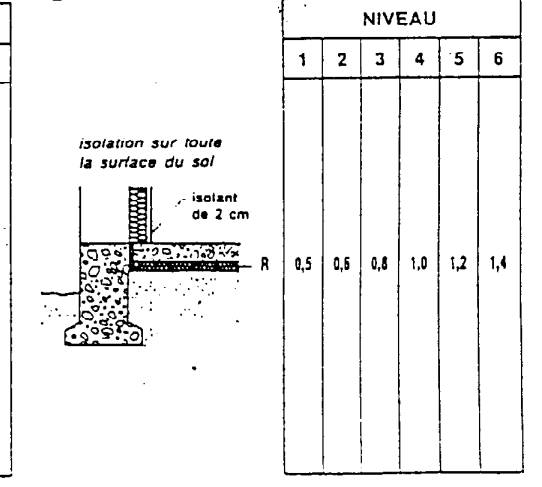 NIVEAU
1 2 3 4 5 6
isolation sur toute
la surface du sol
isolant
de 2 cm
R 0,5 0,6 0,8 1,0 1,2 1,4